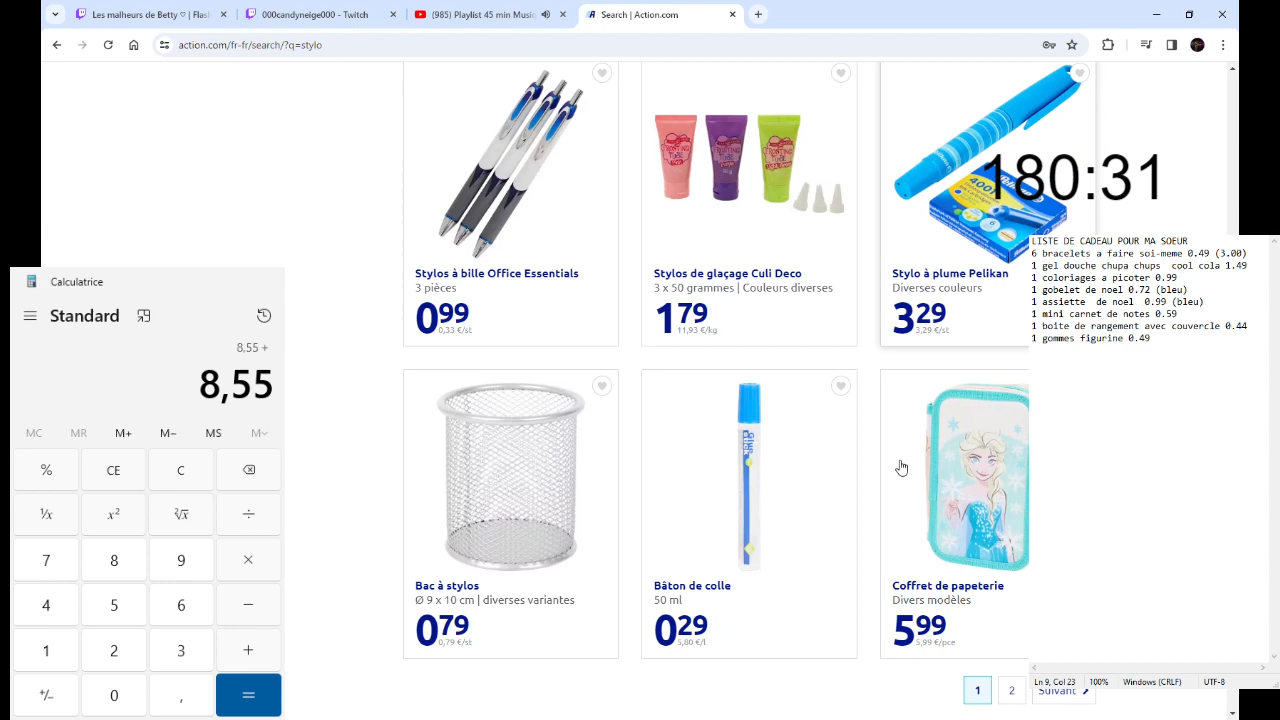 Les malheurs de Betty ♡ | Flash
000candyneige000 - Twitch
(985) Playlist 45 min Musiq
Search | Action.com
action.com/fr-fr/search/?q=stylo
180:31
Stylos à bille Office Essentials
3 pièces
0 99
0,33 €/st
Stylos de glaçage Culi Deco
3 x 50 grammes | Couleurs diverses
1 79
11,93 €/kg
Stylo à plume Pelikan
Diverses couleurs
3 29
3,29 €/st
Bac à stylos
Ø 9 x 10 cm | diverses variantes
0 79
0,79 €/st
Bâton de colle
50 ml
0 29
5,80 €/l
Coffret de papeterie
Divers modèles
5 99
5,99 €/pce
1 2 Suivant
Calculatrice
Standard
8,55 +
8,55
MC MR M+ M− MS M
% CE C
¹/x x² ²√x ÷
7 8 9 ×
4 5 6 −
1 2 3 +
+/− 0 , =
LISTE DE CADEAU POUR MA SOEUR
6 bracelets a faire soi-meme 0.49 (3.00)
1 gel douche chupa chups  cool cola 1.49
1 coloriages a picoter 0.99
1 gobelet de noel 0.72 (bleu)
1 assiette  de noel  0.99 (bleu)
1 mini carnet de notes 0.59
1 boite de rangement avec couvercle 0.44
1 gommes figurine 0.49
Ln 9, Col 23 100% Windows (CRLF) UTF-8